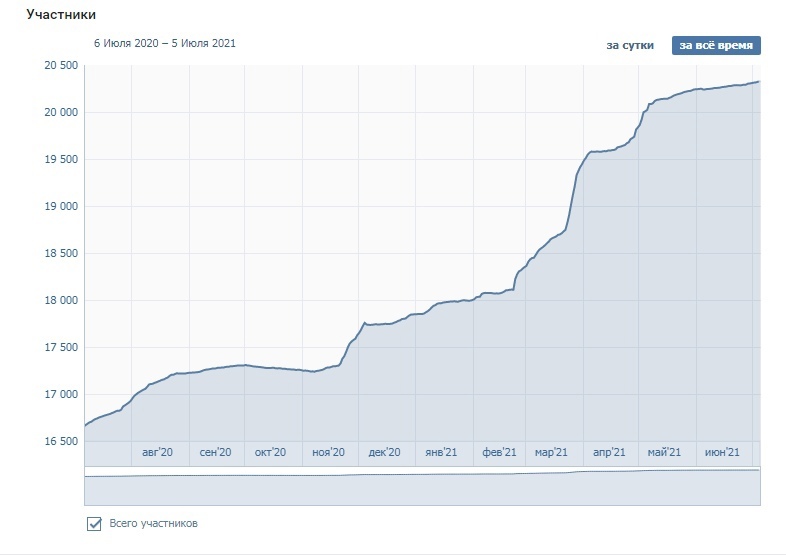 Участники
6 Июля 2020 – 5 Июля 2021
за сутки
за всё время
20 500
20 000
19 500
19 000
18 500
18 000
17 500
17 000
16 500
авг'20 сен'20 окт'20 ноя'20 дек'20 янв'21 фев'21 мар'21 апр'21 май'21 июн'21
Всего участников